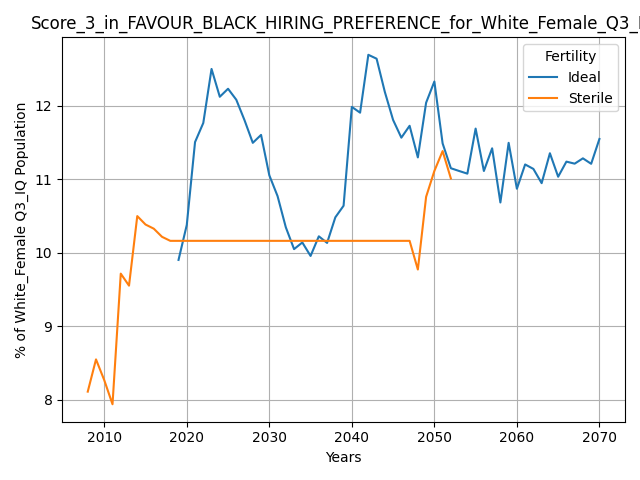 Score_3_in_FAVOUR_BLACK_HIRING_PREFERENCE_for_White_Female_Q3_
Fertility
Ideal
Sterile
% of White_Female Q3_IQ Population
12
11
10
9
8
2010 2020 2030 2040 2050 2060 2070
Years